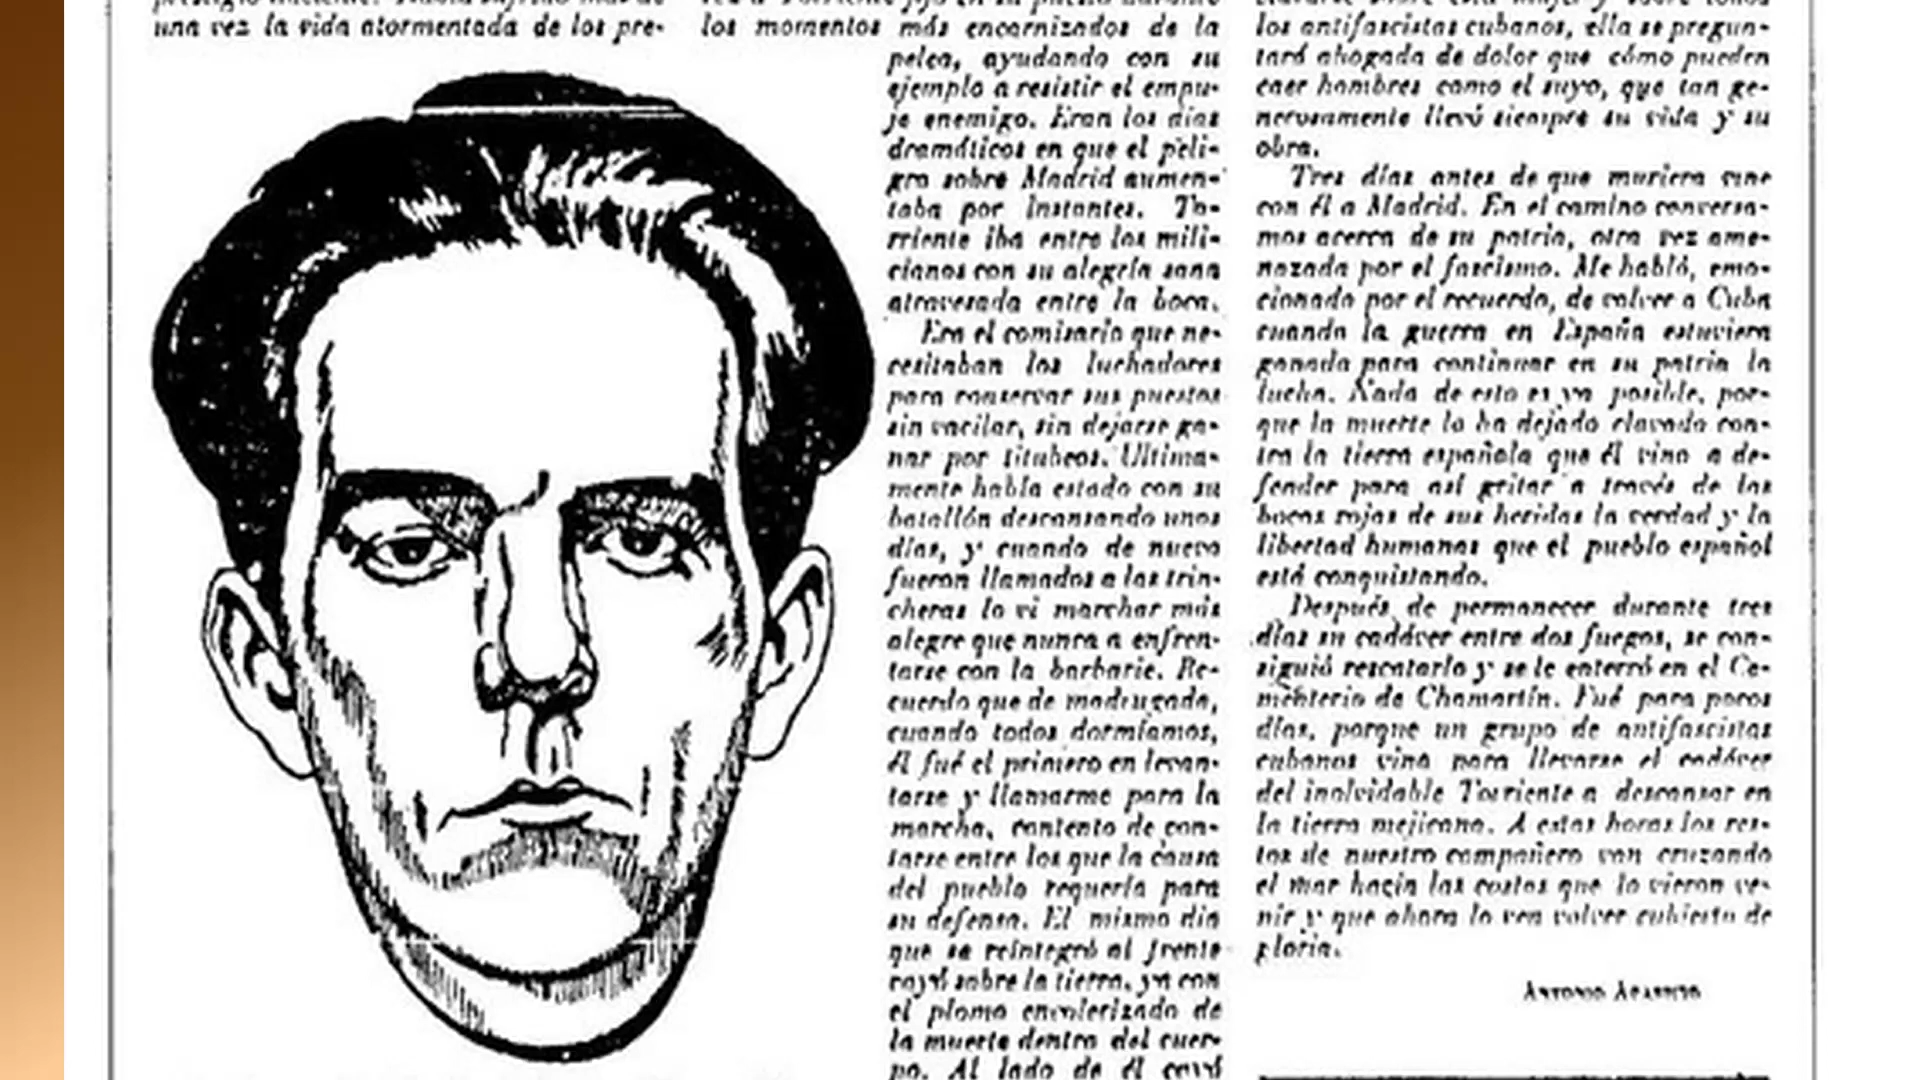 una vez la vida atormentada de los pre-
los momentos más encarnizados de la
pelea, ayudando con su
ejemplo a resistir el empu-
je enemigo. Eran los días
dramáticos en que el peli-
gro sobre Madrid aumen-
taba por instantes. To-
rriente iba entre los mili-
cianos con su alegría sana
atravesada entre la boca.
Era el comisario que ne-
cesitaban los luchadores
para conservar sus puestos
sin vacilar, sin dejarse ga-
nar por titubeos. Ultima-
mente había estado con su
batallón descansando unos
días, y cuando de nuevo
fueron llamados a las trin-
cheras lo vi marchar más
alegre que nunca a enfren-
tarse con la barbarie. Re-
cuerdo que de madrugada,
cuando todos dormíamos,
él fué el primero en levan-
tarse y llamarme para la
marcha, contento de con-
tarse entre los que la causa
del pueblo requería para
su defensa. El mismo día
que se reintegró al frente
cayó sobre la tierra, ya con
el plomo encolerizado de
la muerte dentro del cuer-
po. Al lado de él cayó
los antifascistas cubanos, ella se pregun-
tará ahogada de dolor que cómo pueden
caer hombres como el suyo, que tan ge-
nerosamente llevó siempre su vida y su
obra.
Tres días antes de que muriera vine
con él a Madrid. En el camino conversa-
mos acerca de su patria, otra vez ame-
nazada por el fascismo. Me habló, emo-
cionado por el recuerdo, de volver a Cuba
cuando la guerra en España estuviera
ganada para continuar en su patria la
lucha. Nada de esto es ya posible, por-
que la muerte lo ha dejado clavado con-
tra la tierra española que él vino a de-
fender para así gritar a través de las
bocas rojas de sus heridas la verdad y la
libertad humanas que el pueblo español
está conquistando.
Después de permanecer durante tres
días su cadáver entre dos fuegos, se con-
siguió rescatarlo y se le enterró en el Ce-
menterio de Chamartín. Fué para pocos
días, porque un grupo de antifascistas
cubanos vino para llevarse el cadáver
del inolvidable Torriente a descansar en
la tierra mejicana. A estas horas los res-
tos de nuestro compañero van cruzando
el mar hacia las costas que lo vieron ve-
nir y que ahora lo ven volver cubierto de
gloria.
Antonio Aparicio